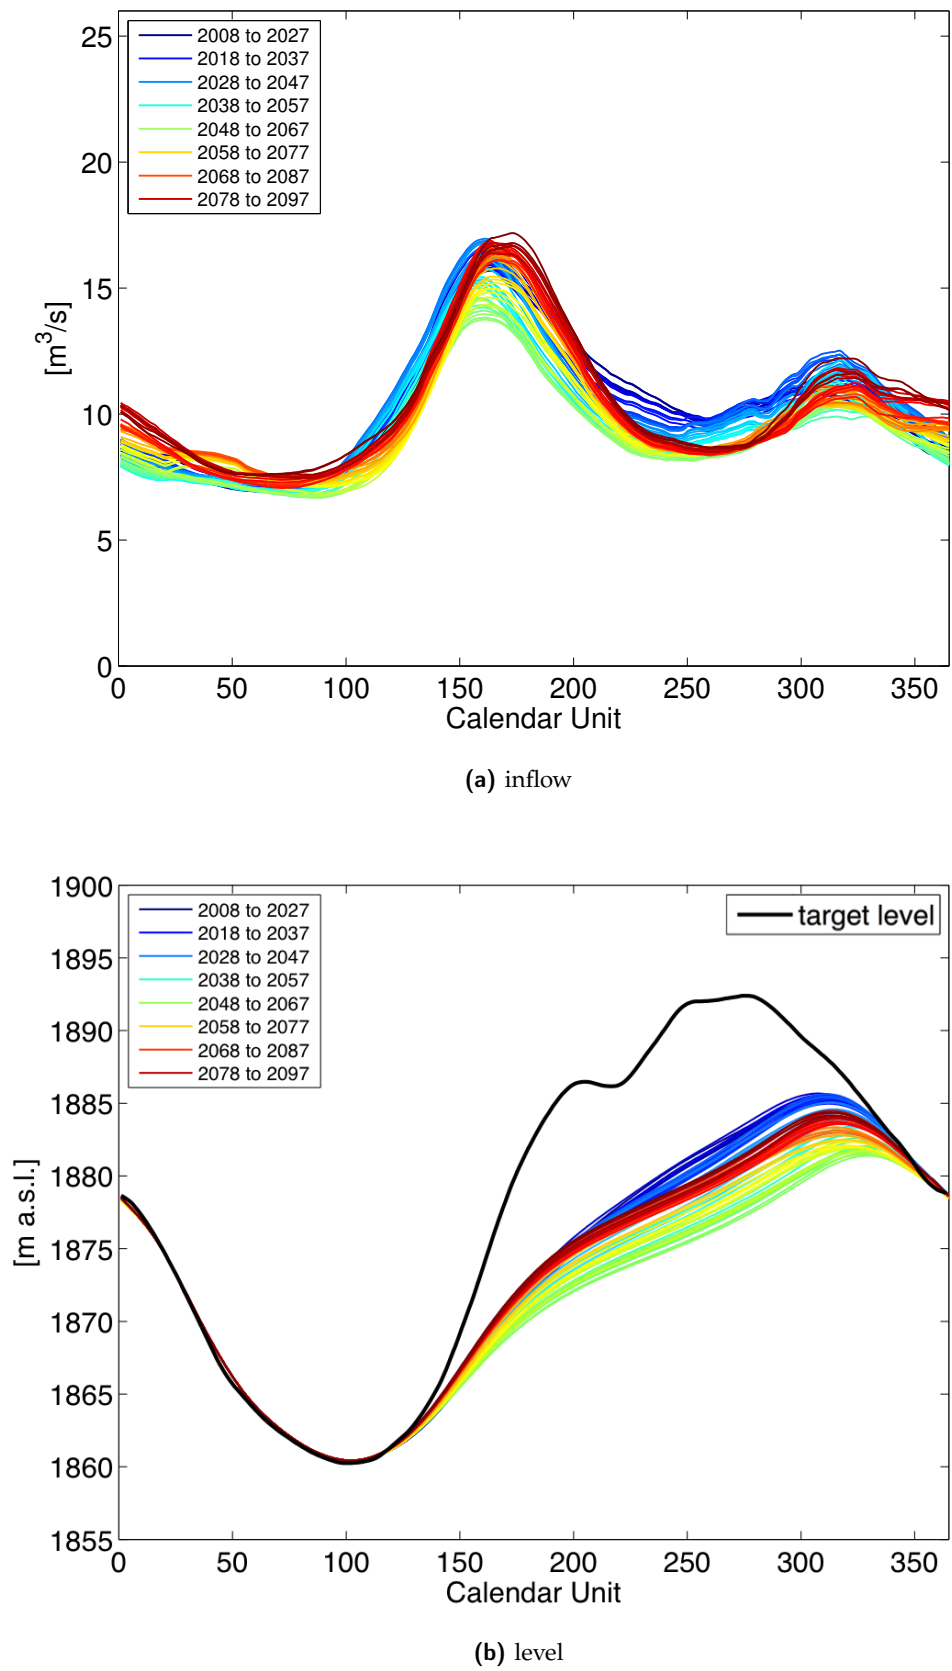 25
20
15
10
5
0
[m³/s]
2008 to 2027
2018 to 2037
2028 to 2047
2038 to 2057
2048 to 2067
2058 to 2077
2068 to 2087
2078 to 2097
0 50 100 150 200 250 300 350
Calendar Unit
(a) inflow
1900
1895
1890
1885
1880
1875
1870
1865
1860
1855
[m a.s.l.]
2008 to 2027
2018 to 2037
2028 to 2047
2038 to 2057
2048 to 2067
2058 to 2077
2068 to 2087
2078 to 2097
target level
0 50 100 150 200 250 300 350
Calendar Unit
(b) level